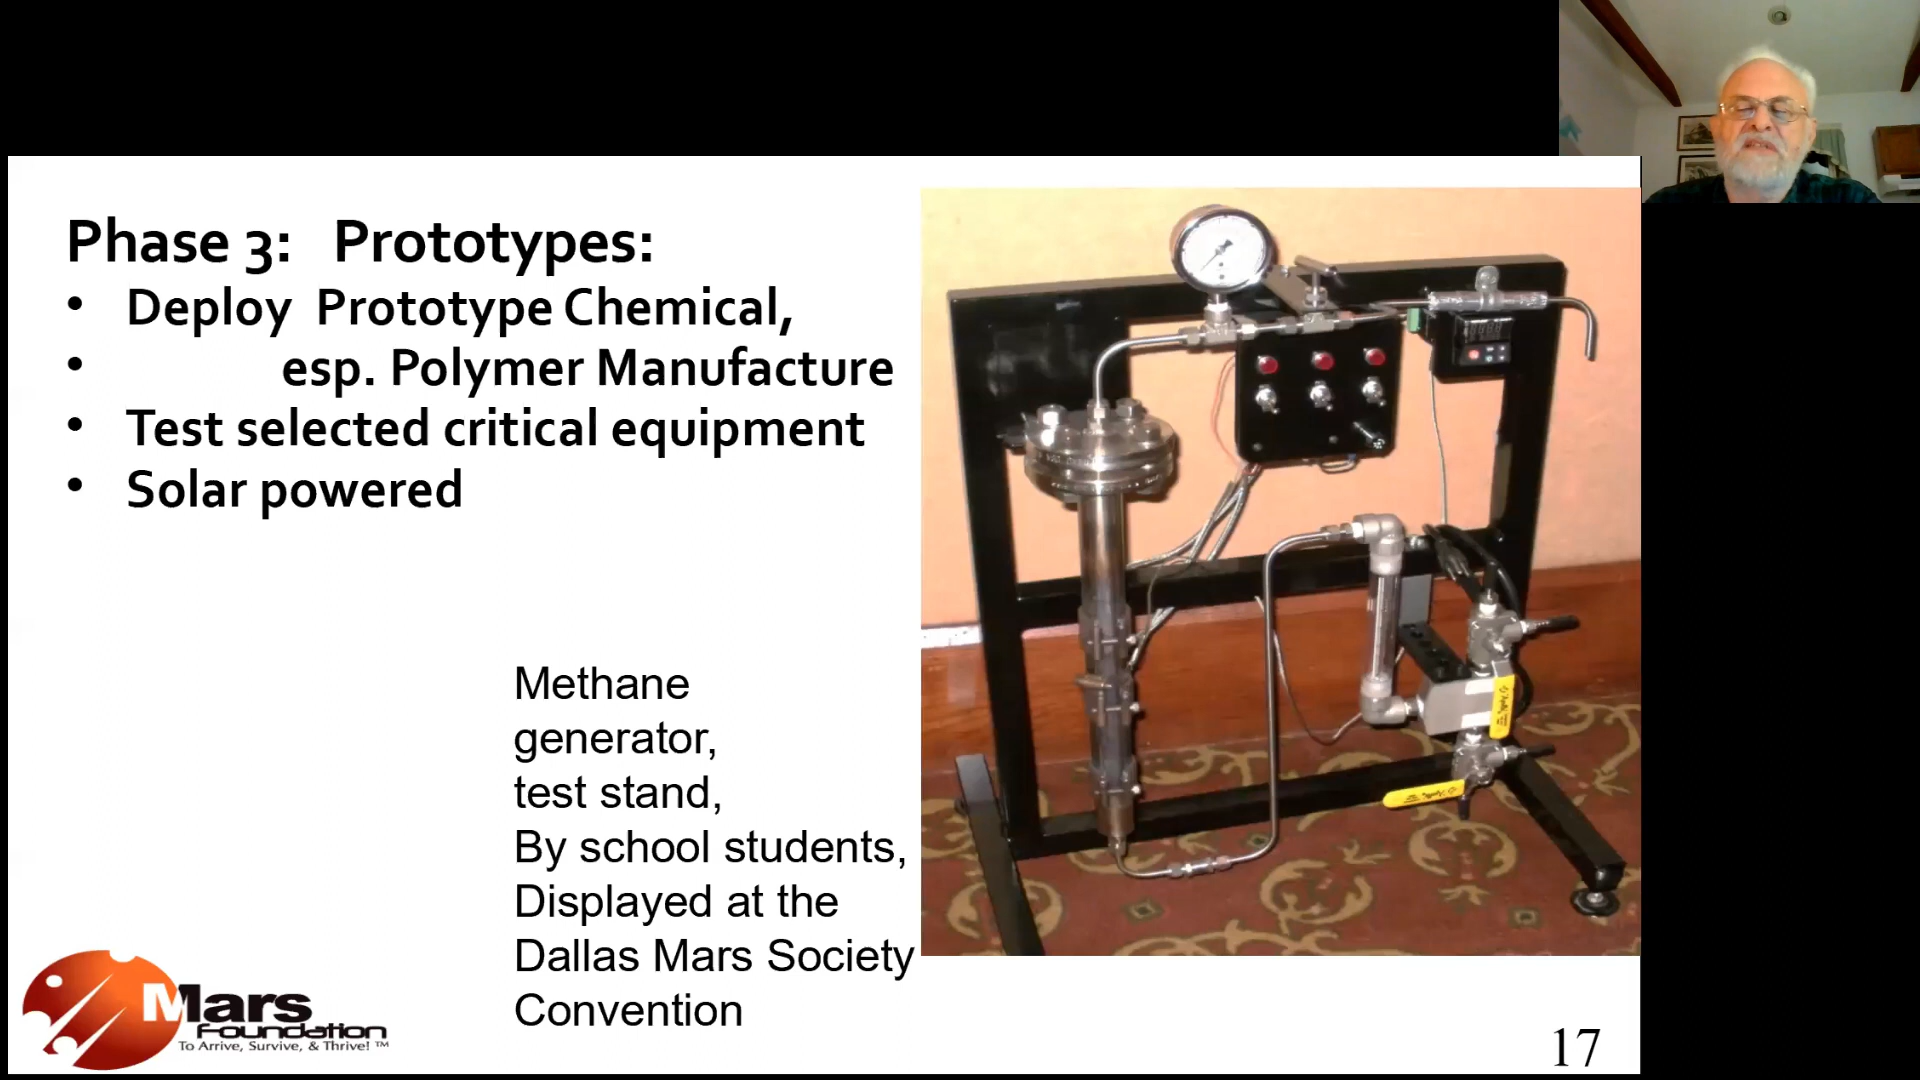 Phase 3: Prototypes:
• Deploy Prototype Chemical,
• esp. Polymer Manufacture
• Test selected critical equipment
• Solar powered
Methane
generator,
test stand,
By school students,
Displayed at the
Dallas Mars Society
Convention
Mars
Foundation
To Arrive, Survive, & Thrive! ™
17